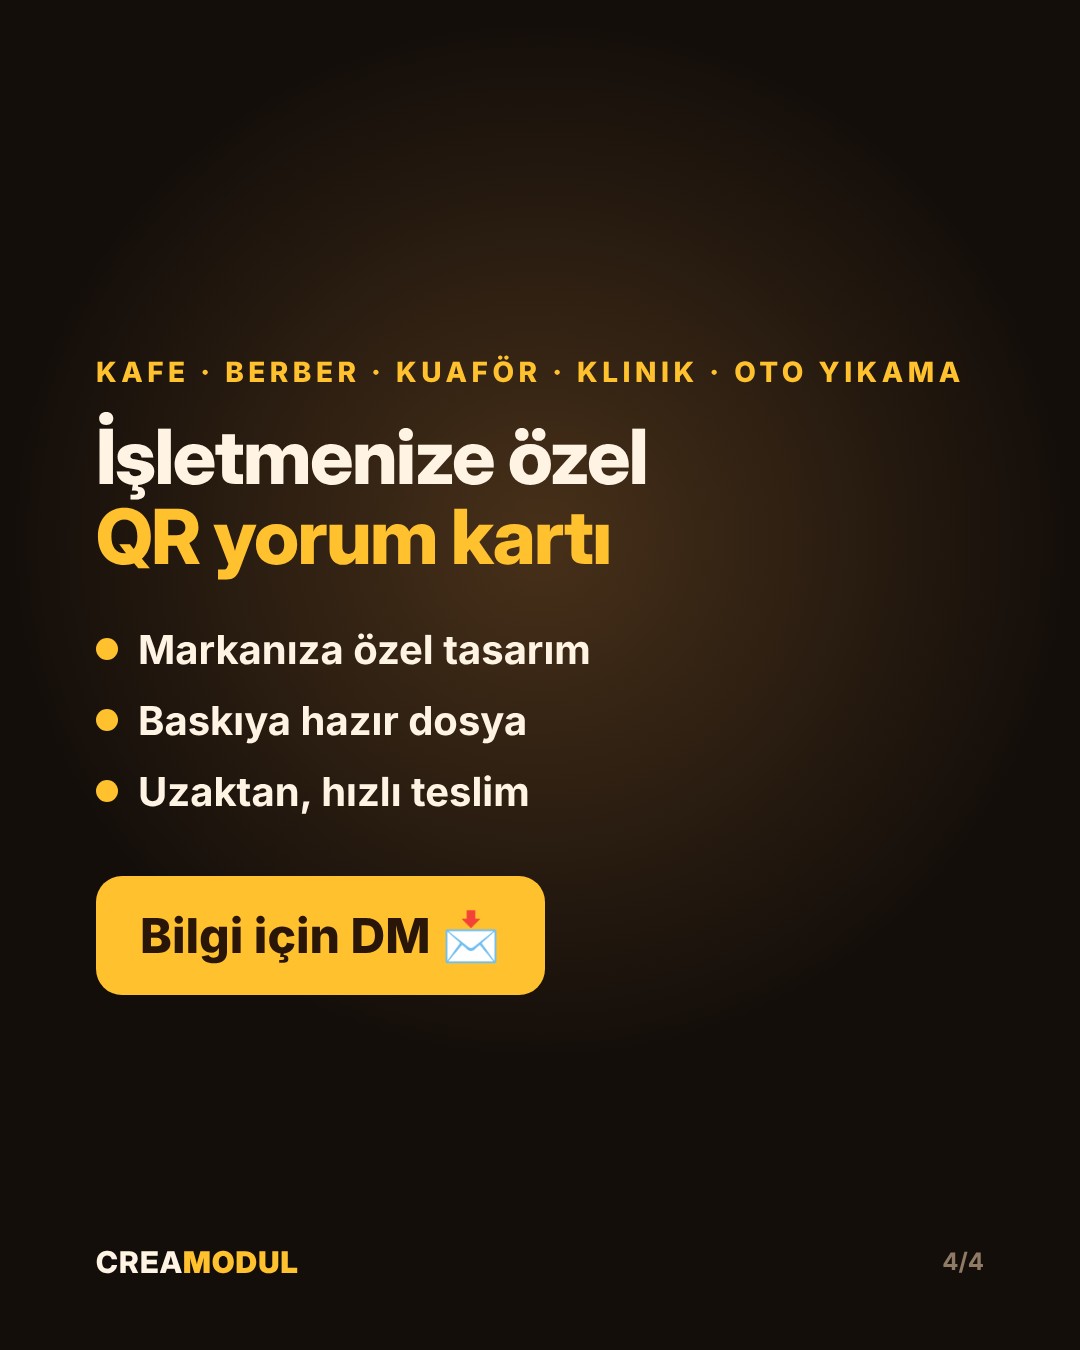 KAFE · BERBER · KUAFÖR · KLINIK · OTO YIKAMA
İşletmenize özel
QR yorum kartı
Markanıza özel tasarım
Baskıya hazır dosya
Uzaktan, hızlı teslim
Bilgi için DM 📩
CREAMODUL
4/4